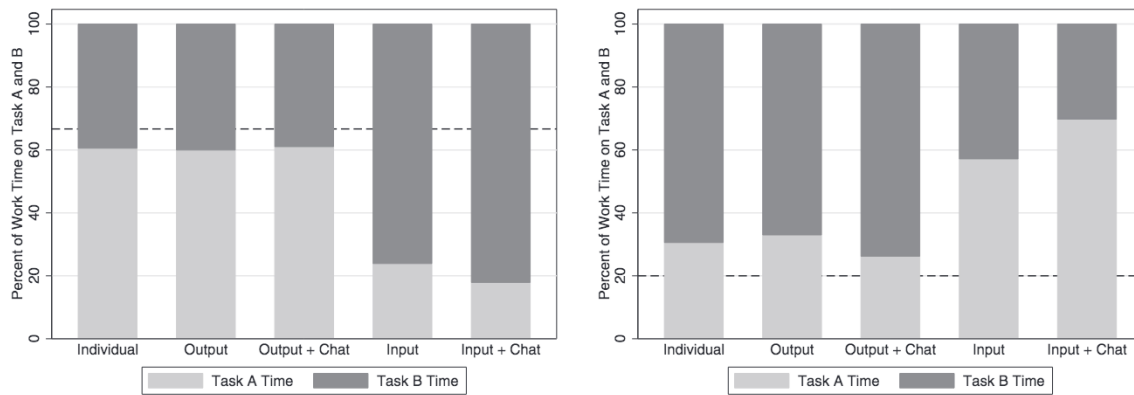 Percent of Work Time on Task A and B
100
80
60
40
20
0
Individual Output Output + Chat Input Input + Chat
Task A Time Task B Time
Percent of Work Time on Task A and B
100
80
60
40
20
0
Individual Output Output + Chat Input Input + Chat
Task A Time Task B Time